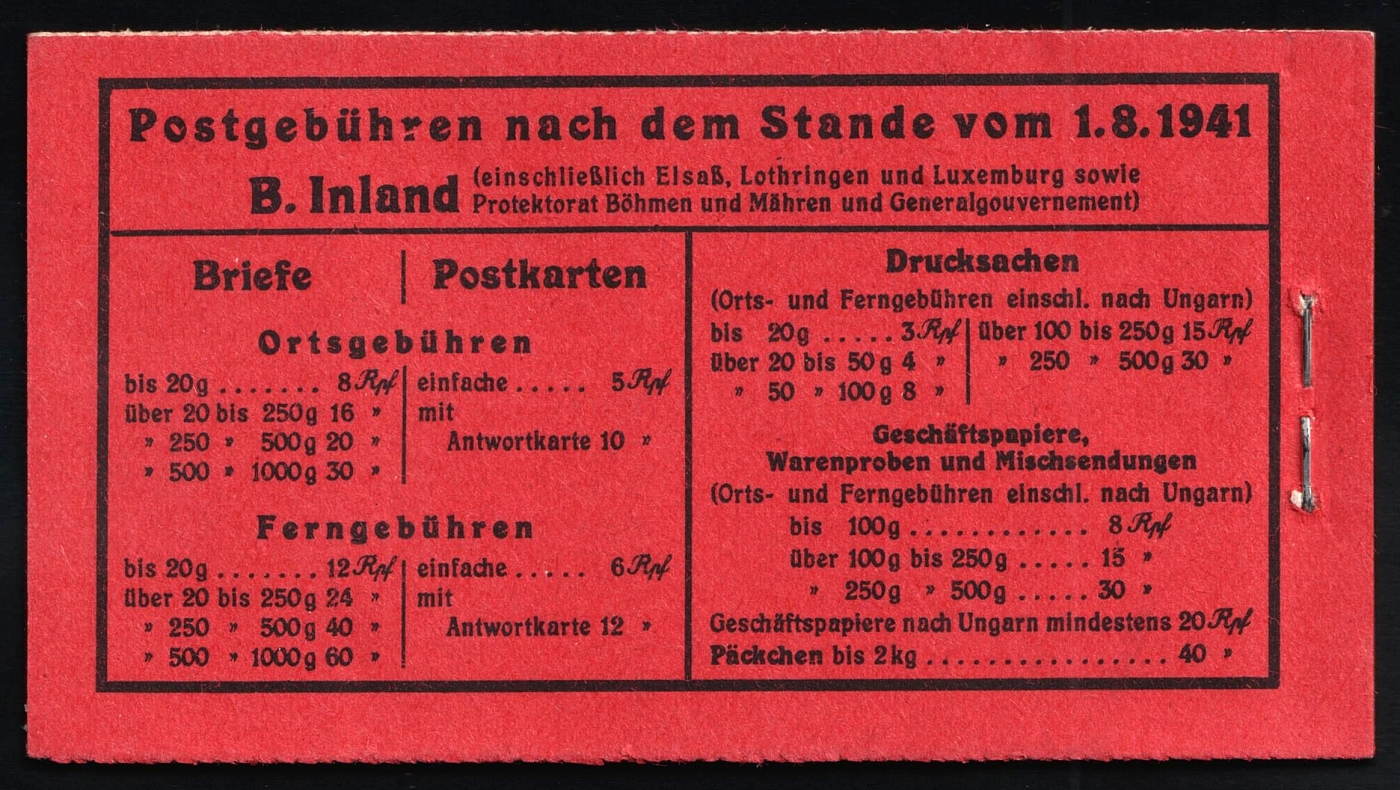 Postgebühren nach dem Stande vom 1.8.1941
B. Inland (einschließlich Elsaß, Lothringen und Luxemburg sowie
Protektorat Böhmen und Mähren und Generalgouvernement)
Briefe | Postkarten
Ortsgebühren
bis 20g ....... 8 Rpf
über 20 bis 250g 16 "
" 250 " 500g 20 "
" 500 " 1000g 30 "
einfache ..... 5 Rpf
mit
Antwortkarte 10 "
Ferngebühren
bis 20g ....... 12 Rpf
über 20 bis 250g 24 "
" 250 " 500g 40 "
" 500 " 1000g 60 "
einfache ..... 6 Rpf
mit
Antwortkarte 12 "
Drucksachen
(Orts- und Ferngebühren einschl. nach Ungarn)
bis 20g ..... 3 Rpf
über 20 bis 50g 4 "
" 50 " 100g 8 "
über 100 bis 250g 15 Rpf
" 250 " 500g 30 "
Geschäftspapiere,
Warenproben und Mischsendungen
(Orts- und Ferngebühren einschl. nach Ungarn)
bis 100g ............ 8 Rpf
über 100g bis 250g ..... 15 "
" 250g " 500g ..... 30 "
Geschäftspapiere nach Ungarn mindestens 20 Rpf
Päckchen bis 2kg ................. 40 "